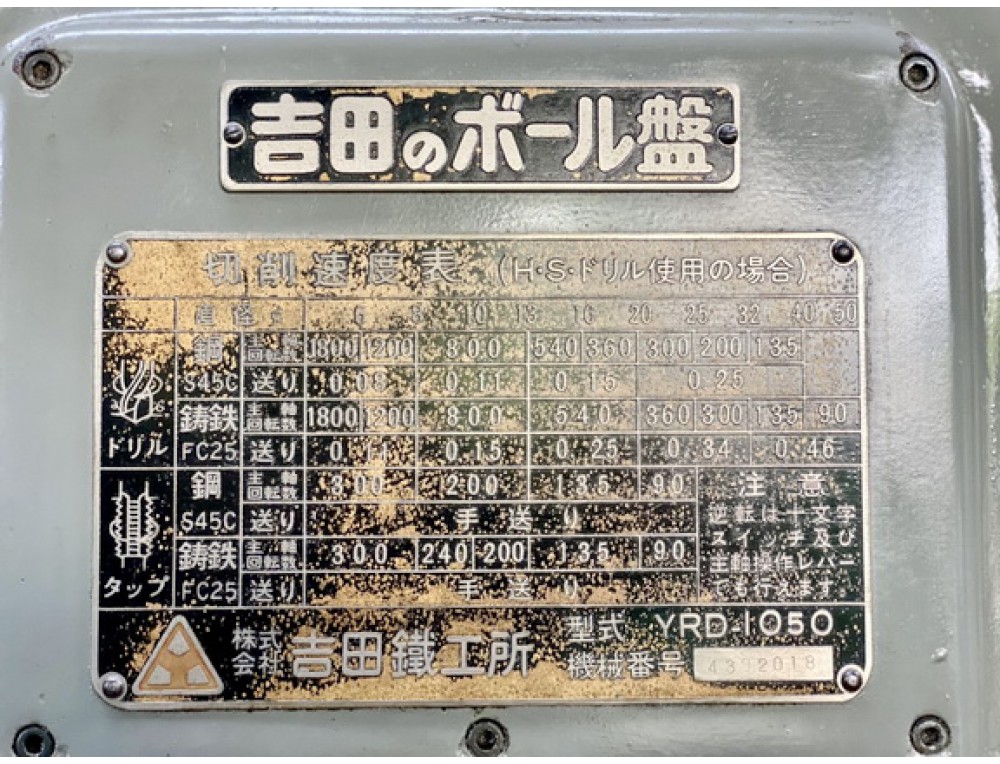 吉田のボール盤
切削速度表 (H・S・ドリル使用の場合)
直径 6 8 10 13 16 20 25 32 40 50
鋼 主軸回転数 1800 1200 800 540 360 300 200 135
S45C 送り 0.08 0.11 0.15 0.25
鋳鉄 主軸回転数 1800 1200 800 540 360 300 135 90
ドリル FC25 送り 0.11 0.15 0.25 0.34 0.46
鋼 主軸回転数 300 200 135 90 注意
S45C 送り 手送り 逆転は十文字
スイッチ及び
鋳鉄 主軸回転数 300 240 200 135 90 主軸操作レバー
タップ FC25 送り 手送り でも行えます
株式会社 吉田鐵工所 型式 YRD-1050
機械番号